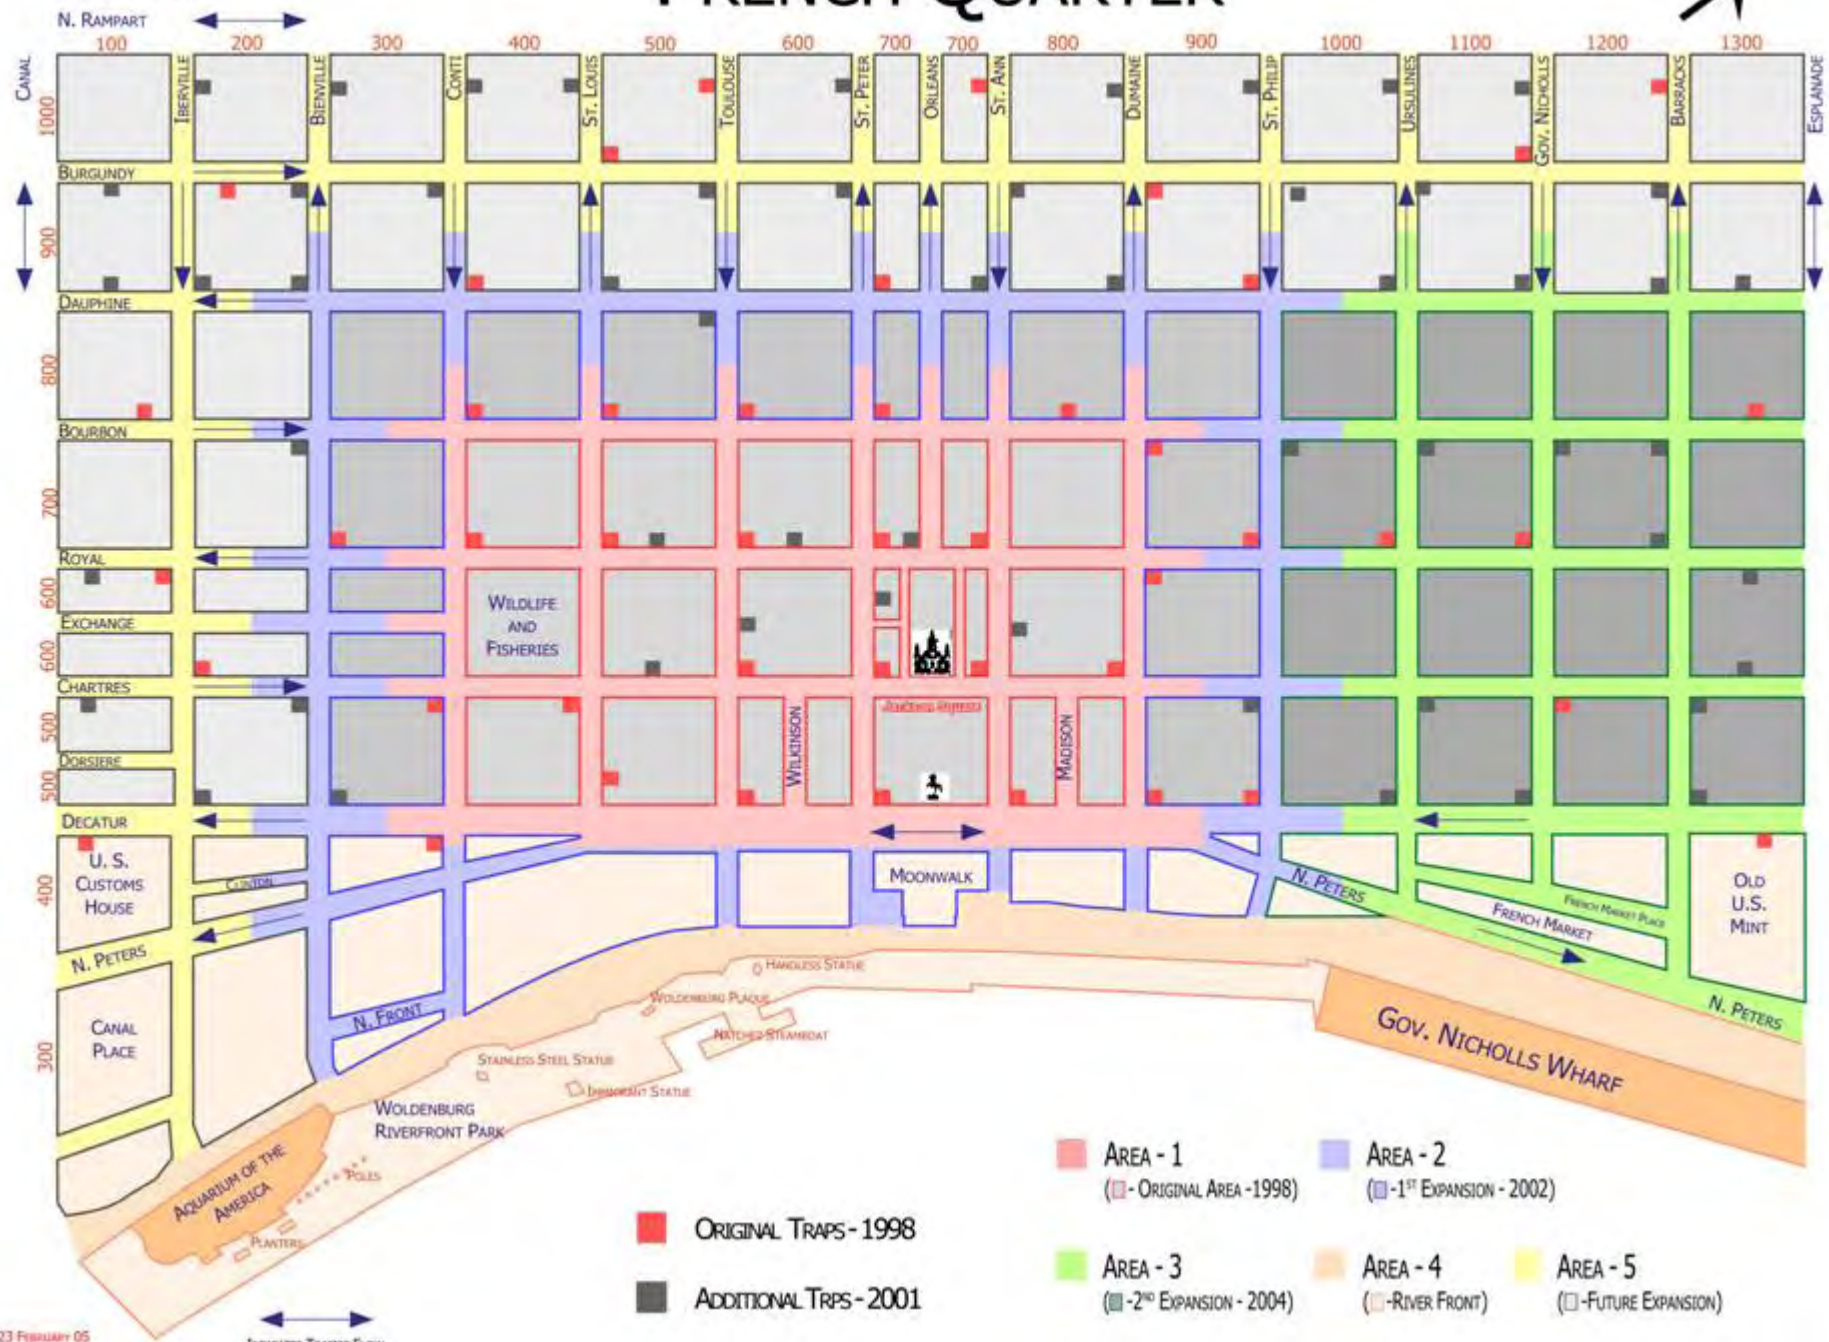 FRENCH QUARTER
N. RAMPART
100 200 300 400 500 600 700 700 800 900 1000 1100 1200 1300
CANAL
IBERVILLE
BIENVILLE
CONTI
ST. LOUIS
TOULOUSE
ST. PETER
ORLEANS
ST. ANN
DUMAINE
ST. PHILIP
URSULINES
GOV. NICHOLLS
BARRACKS
ESPLANADE
1000
BURGUNDY
900
DAUPHINE
800
BOURBON
700
ROYAL
600
EXCHANGE
600
CHARTRES
500
DORSIERE
500
DECATUR
WILDLIFE
AND
FISHERIES
WILKINSON
MADISON
U. S.
CUSTOMS
HOUSE
400
CLINTON
MOONWALK
N. PETERS
FRENCH MARKET PLACE
FRENCH MARKET
OLD
U.S.
MINT
N. PETERS
N. PETERS
CANAL
PLACE
300
N. FRONT
HANDLESS STATUE
WOLDENBURG PLAQUE
NATCHEZ STEAMBOAT
STAINLESS STEEL STATUE
IMMIGRANT STATUE
GOV. NICHOLLS WHARF
WOLDENBURG
RIVERFRONT PARK
AQUARIUM OF THE
AMERICA
POLES
PLANTERS
ORIGINAL TRAPS - 1998
ADDITIONAL TRPS - 2001
AREA - 1
(- ORIGINAL AREA -1998)
AREA - 2
(-1ST EXPANSION - 2002)
AREA - 3
(-2ND EXPANSION - 2004)
AREA - 4
(-RIVER FRONT)
AREA - 5
(-FUTURE EXPANSION)
23 FEBRUARY 05